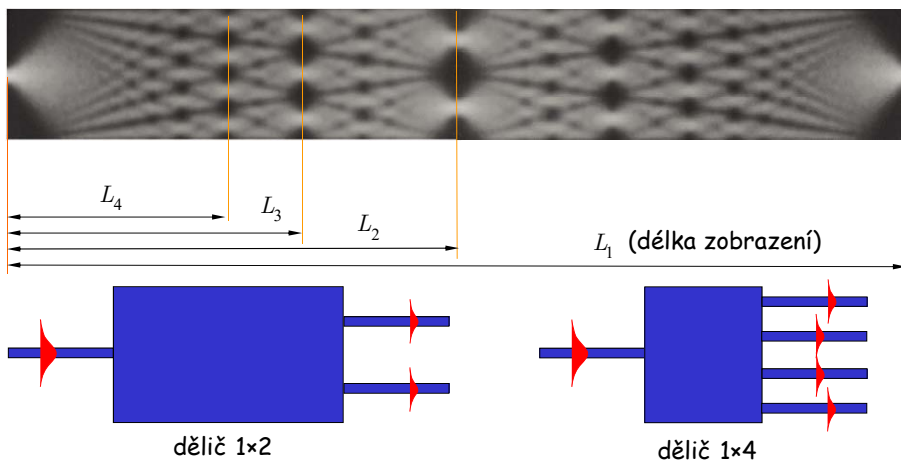 L₄
L₃
L₂
L₁ (délka zobrazení)
dělič 1×2
dělič 1×4